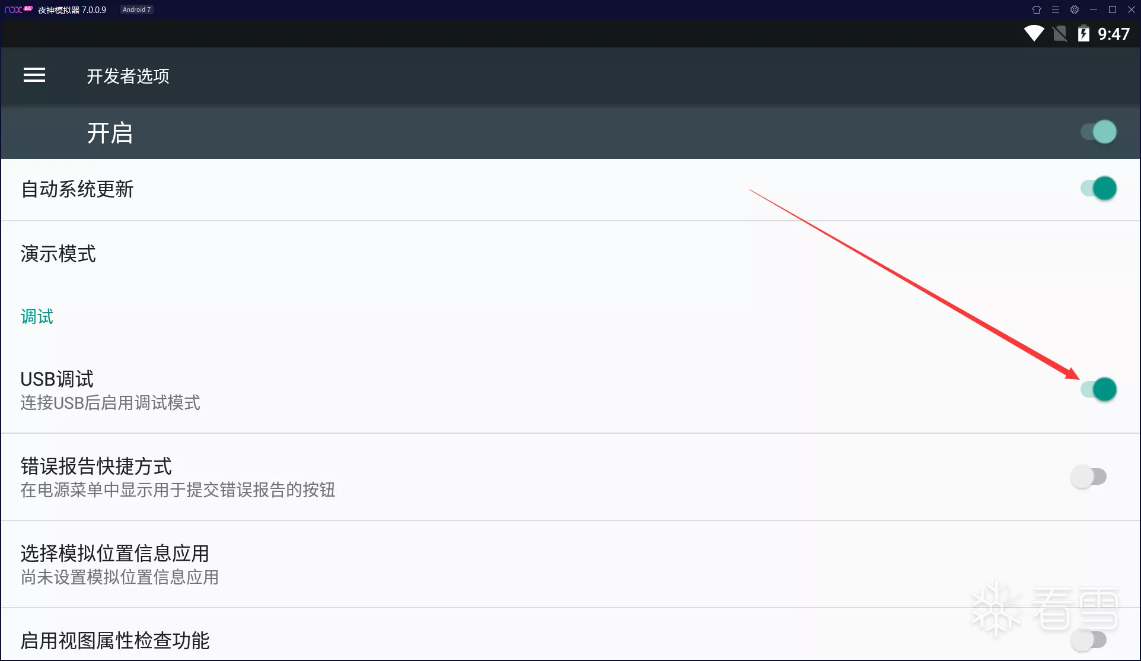 nox 夜神模拟器 7.0.0.9 Android 7
9:47
开发者选项
开启
自动系统更新
演示模式
调试
USB调试
连接USB后启用调试模式
错误报告快捷方式
在电源菜单中显示用于提交错误报告的按钮
选择模拟位置信息应用
尚未设置模拟位置信息应用
看雪
启用视图属性检查功能